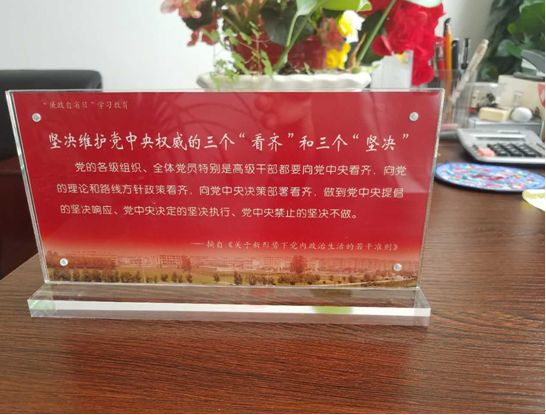 “廉政自省日”学习教育
坚决维护党中央权威的三个“看齐”和三个“坚决”
党的各级组织、全体党员特别是高级干部都要向党中央看齐，向党
的理论和路线方针政策看齐，向党中央决策部署看齐，做到党中央提倡
的坚决响应、党中央决定的坚决执行、党中央禁止的坚决不做。
——摘自《关于新形势下党内政治生活的若干准则》